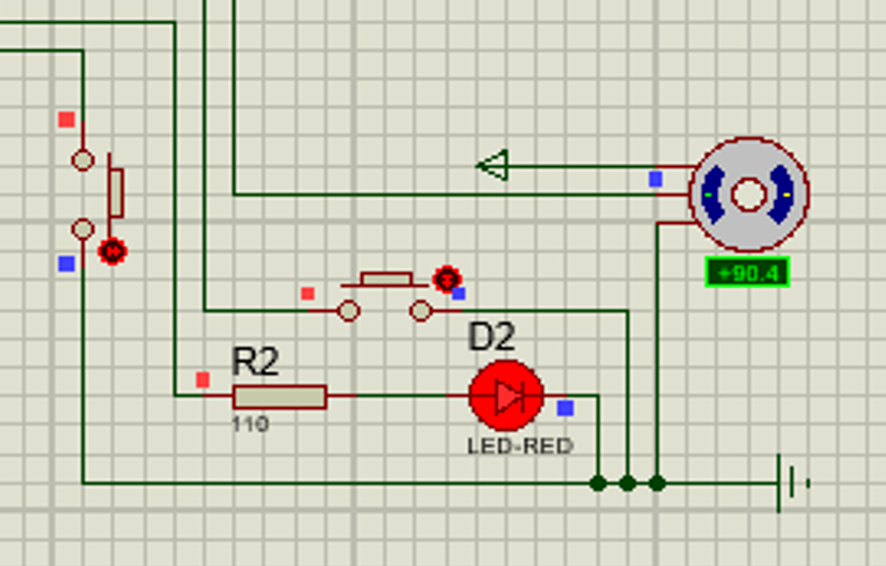 +90.4
D2
R2
110
LED-RED